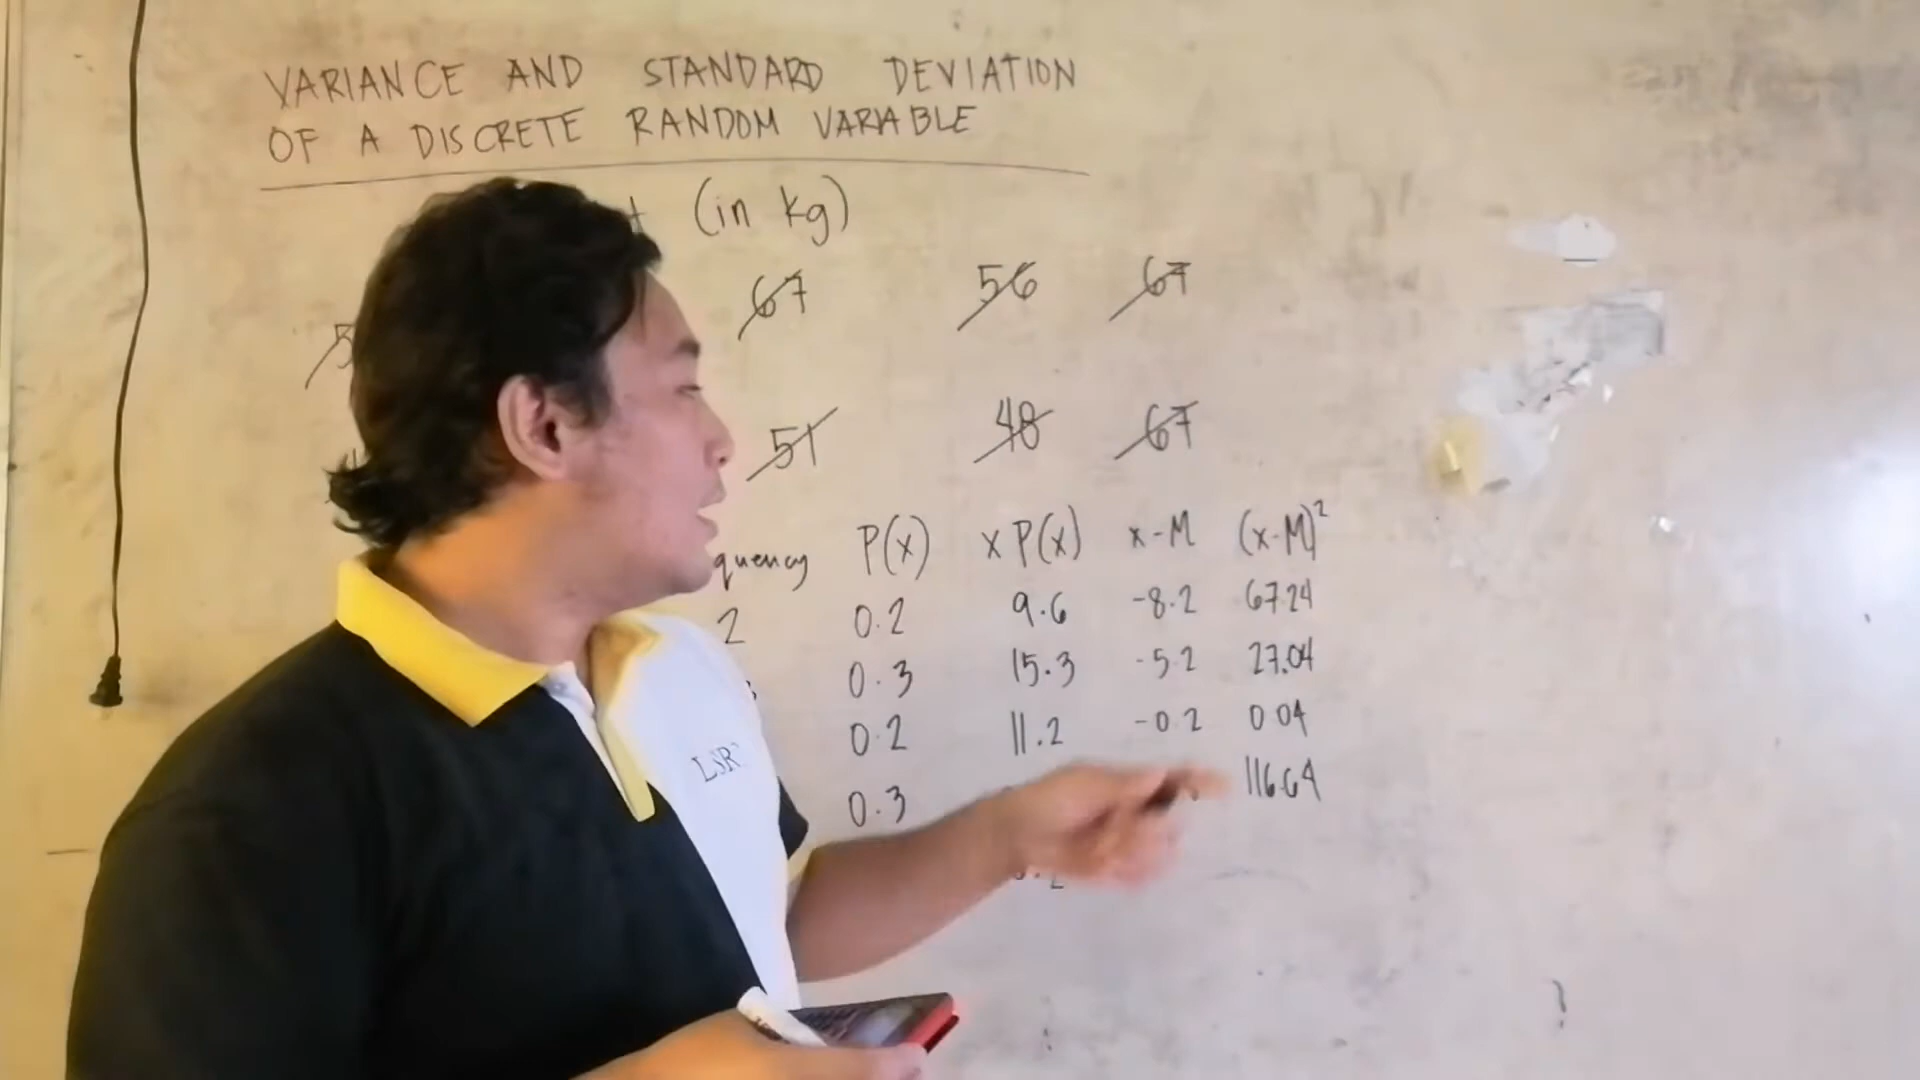 VARIANCE AND STANDARD DEVIATION
OF A DISCRETE RANDOM VARIABLE
(in kg)
67 56 67
51 48 67
P(x) x P(x) x-M (x-M)²
2 0.2 9.6 -8.2 67.24
0.3 15.3 -5.2 27.04
0.2 11.2 -0.2 0.04
0.3 116.64
LSR